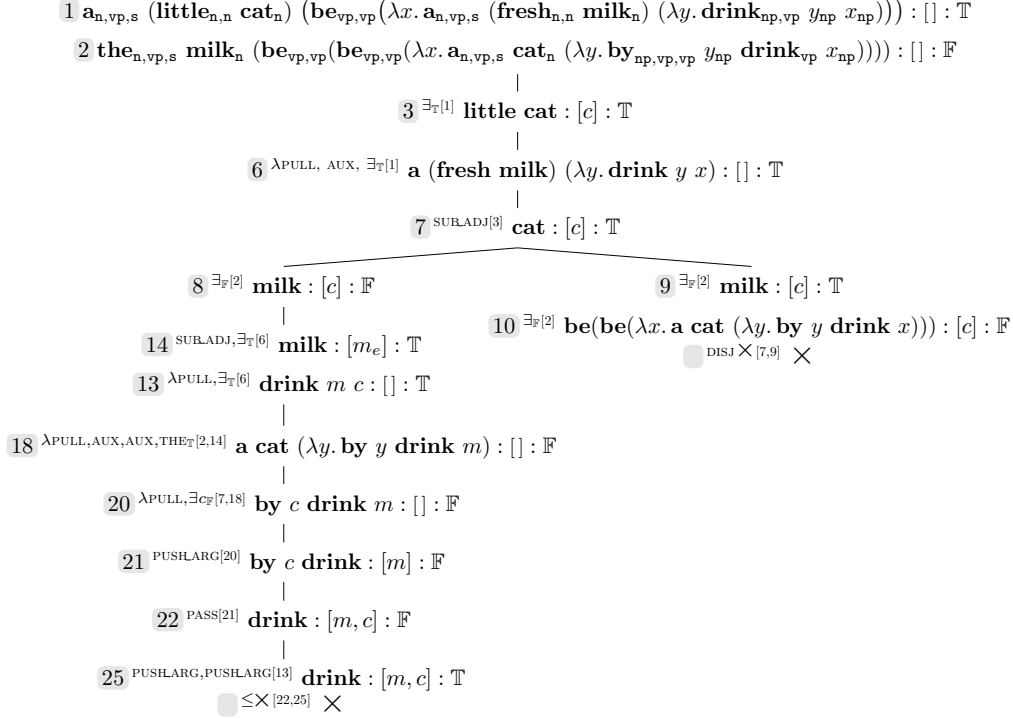 1 a_{n,vp,s} (little_{n,n} cat_n) (be_{vp,vp}(λx. a_{n,vp,s} (fresh_{n,n} milk_n) (λy. drink_{np,vp} y_{np} x_{np}))) : [ ] : 𝕋
2 the_{n,vp,s} milk_n (be_{vp,vp}(be_{vp,vp}(λx. a_{n,vp,s} cat_n (λy. by_{np,vp,vp} y_{np} drink_{vp} x_{np})))) : [ ] : 𝔽
3 ∃𝕋[1] little cat : [c] : 𝕋
6 λPULL, AUX, ∃𝕋[1] a (fresh milk) (λy. drink y x) : [ ] : 𝕋
7 SUB_ADJ[3] cat : [c] : 𝕋
8 ∃𝔽[2] milk : [c] : 𝔽
9 ∃𝔽[2] milk : [c] : 𝕋
10 ∃𝔽[2] be(be(λx. a cat (λy. by y drink x))) : [c] : 𝔽
DISJ× [7,9] ×
14 SUB_ADJ,∃𝕋[6] milk : [m_e] : 𝕋
13 λPULL,∃𝕋[6] drink m c : [ ] : 𝕋
18 λPULL,AUX,AUX,THE𝕋[2,14] a cat (λy. by y drink m) : [ ] : 𝔽
20 λPULL,∃c𝔽[7,18] by c drink m : [ ] : 𝔽
21 PUSH_ARG[20] by c drink : [m] : 𝔽
22 PASS[21] drink : [m, c] : 𝔽
25 PUSH_ARG,PUSH_ARG[13] drink : [m, c] : 𝕋
≤× [22,25] ×